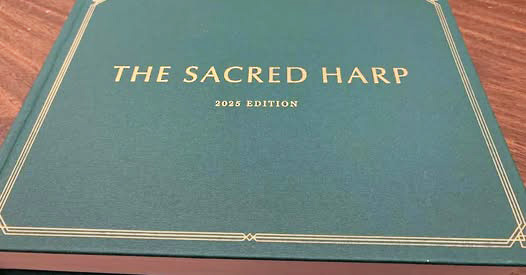 THE SACRED HARP
2025 EDITION